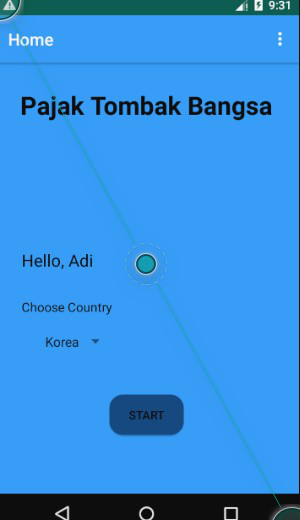 9:31
Home
Pajak Tombak Bangsa
Hello, Adi
Choose Country
Korea
START